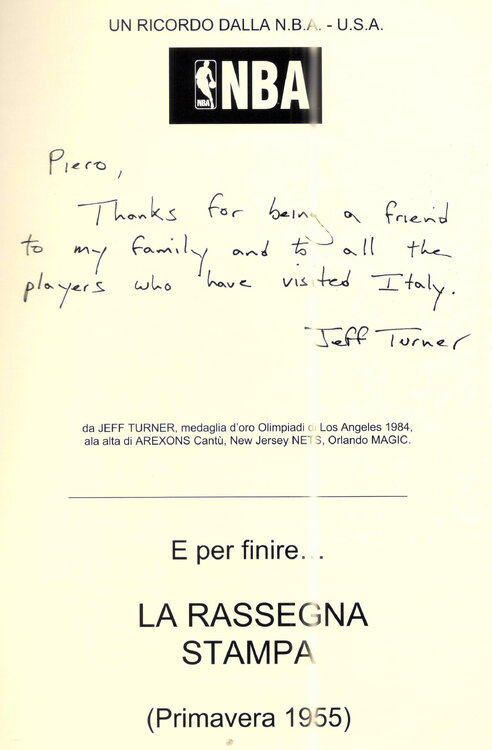 UN RICORDO DALLA N.B.A. - U.S.A.
NBA NBA
Piero,
Thanks for being a friend
to my family and to all the
players who have visited Italy.
Jeff Turner
da JEFF TURNER, medaglia d'oro Olimpiadi di Los Angeles 1984,
ala alta di AREXONS Cantù, New Jersey NETS, Orlando MAGIC.
E per finire...
LA RASSEGNA
STAMPA
(Primavera 1955)